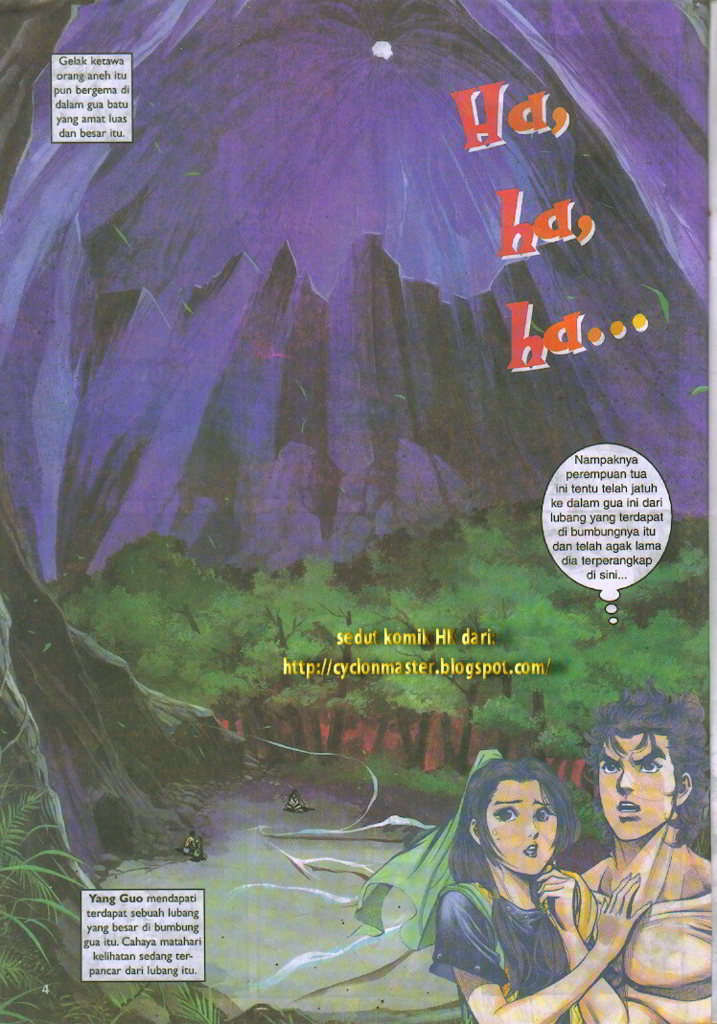 Gelak ketawa
orang aneh itu
pun bergema di
dalam gua batu
yang amat luas
dan besar itu.
Ha,
ha,
ha...
Nampaknya
perempuan tua
ini tentu telah jatuh
ke dalam gua ini dari
lubang yang terdapat
di bumbungnya itu
dan telah agak lama
dia terperangkap
di sini...
sedut komik HK dari:
http://cyclonmaster.blogspot.com/
Yang Guo mendapati
terdapat sebuah lubang
yang besar di bumbung
gua itu. Cahaya matahari
kelihatan sedang ter-
pancar dari lubang itu.
4